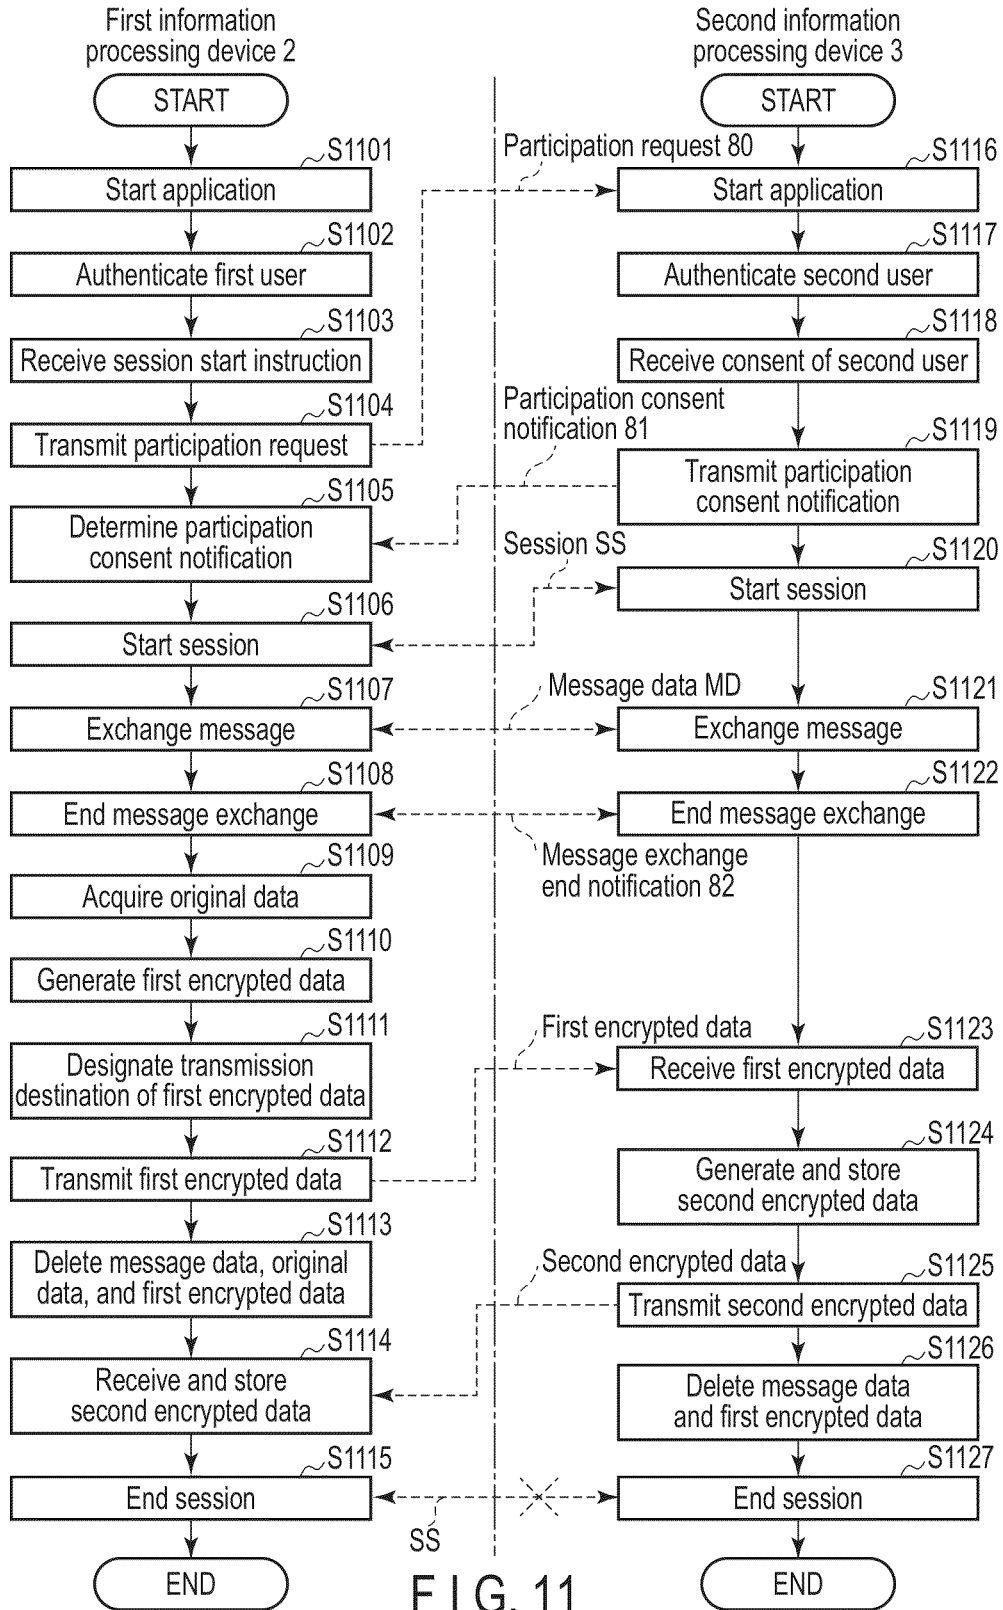 First information
processing device 2
START
S1101
Start application
S1102
Authenticate first user
S1103
Receive session start instruction
S1104
Transmit participation request
S1105
Determine participation
consent notification
S1106
Start session
S1107
Exchange message
S1108
End message exchange
S1109
Acquire original data
S1110
Generate first encrypted data
S1111
Designate transmission
destination of first encrypted data
S1112
Transmit first encrypted data
S1113
Delete message data, original
data, and first encrypted data
S1114
Receive and store
second encrypted data
S1115
End session
END
Participation request 80
Participation consent
notification 81
Session SS
Message data MD
Message exchange
end notification 82
First encrypted data
Second encrypted data
SS
Second information
processing device 3
START
S1116
Start application
S1117
Authenticate second user
S1118
Receive consent of second user
S1119
Transmit participation
consent notification
S1120
Start session
S1121
Exchange message
S1122
End message exchange
S1123
Receive first encrypted data
S1124
Generate and store
second encrypted data
S1125
Transmit second encrypted data
S1126
Delete message data
and first encrypted data
S1127
End session
END
FIG. 11